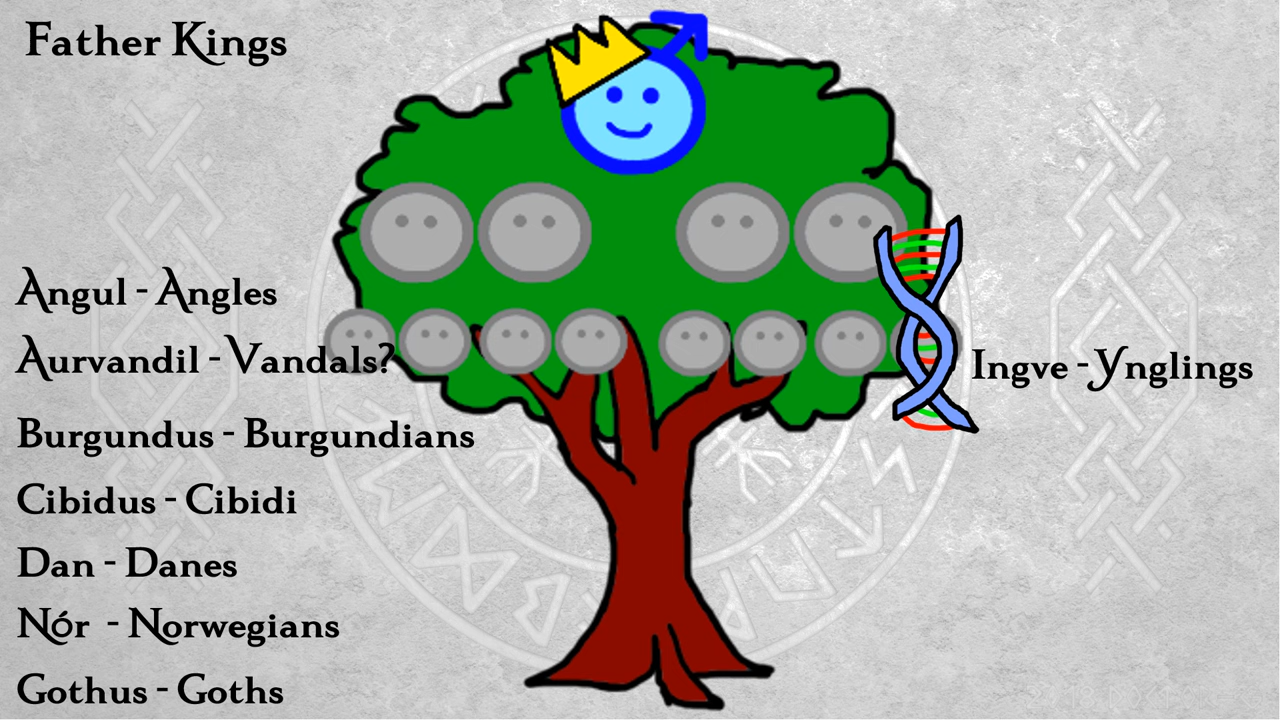 Father Kings
Angul - Angles
Aurvandil - Vandals?
Ingve - Ynglings
Burgundus - Burgundians
Cibidus - Cibidi
Dan - Danes
Nór - Norwegians
Gothus - Goths